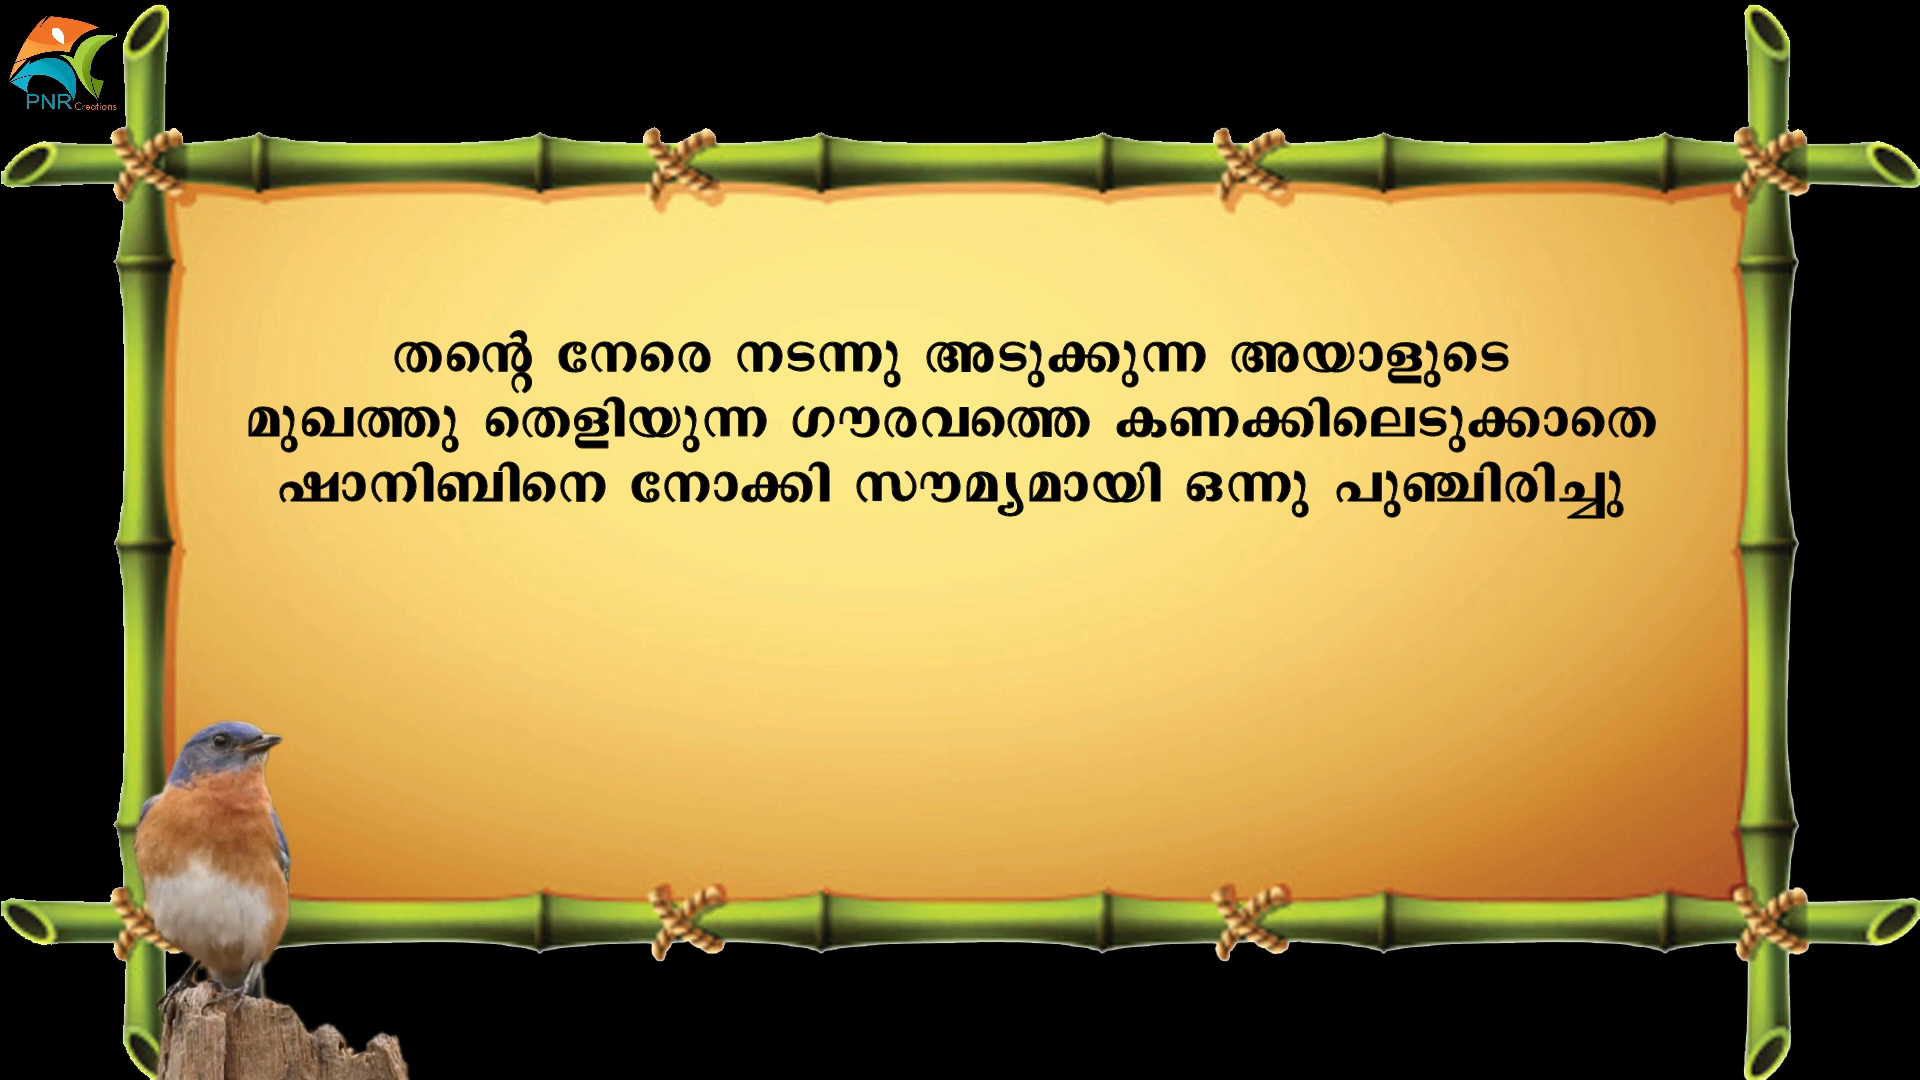 PNR Creations
തന്റെ നേരെ നടന്നു അടുക്കുന്ന അയാളുടെ
മുഖത്തു തെളിയുന്ന ഗൗരവത്തെ കണക്കിലെടുക്കാതെ
ഷാനിബിനെ നോക്കി സൗമ്യമായി ഒന്നു പുഞ്ചിരിച്ചു